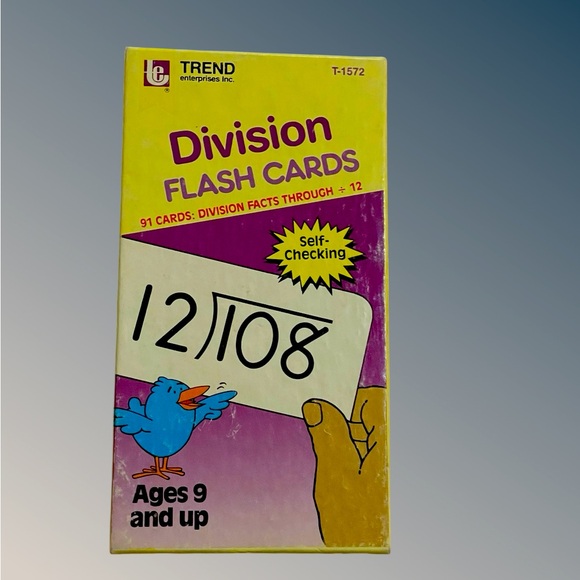 te TREND
enterprises Inc.
T-1572
Division
FLASH CARDS
91 CARDS: DIVISION FACTS THROUGH ÷ 12
Self-
Checking
12)108
Ages 9
and up